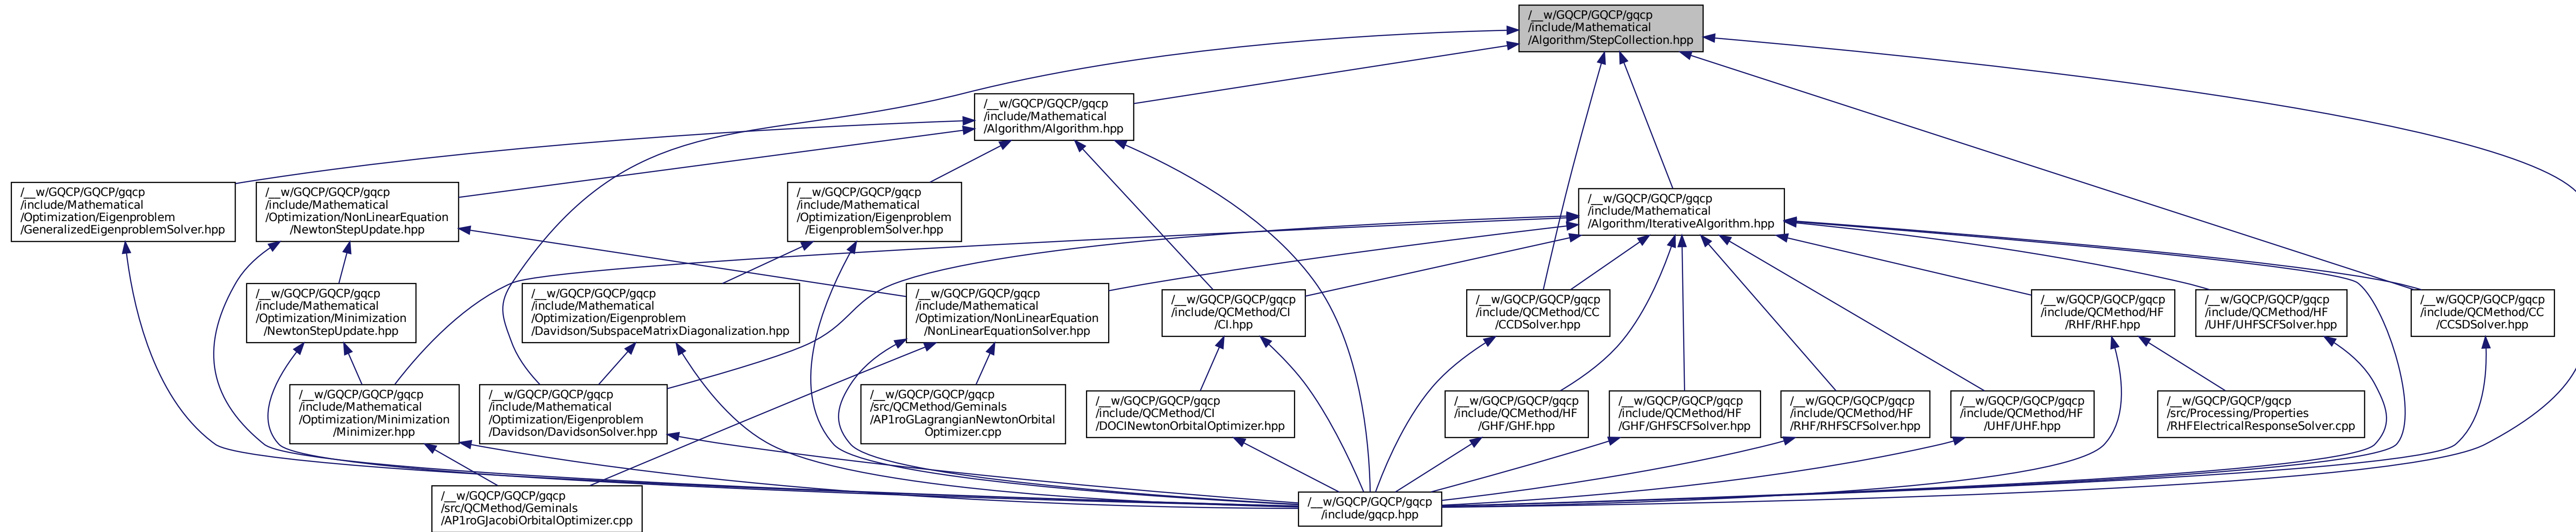 /__w/GQCP/GQCP/gqcp
/include/Mathematical
/Algorithm/StepCollection.hpp
/__w/GQCP/GQCP/gqcp
/include/Mathematical
/Algorithm/Algorithm.hpp
/__w/GQCP/GQCP/gqcp
/include/Mathematical
/Optimization/Eigenproblem
/GeneralizedEigenproblemSolver.hpp
/__w/GQCP/GQCP/gqcp
/include/Mathematical
/Optimization/NonLinearEquation
/NewtonStepUpdate.hpp
/__w/GQCP/GQCP/gqcp
/include/Mathematical
/Optimization/Eigenproblem
/EigenproblemSolver.hpp
/__w/GQCP/GQCP/gqcp
/include/Mathematical
/Algorithm/IterativeAlgorithm.hpp
/__w/GQCP/GQCP/gqcp
/include/Mathematical
/Optimization/Minimization
/NewtonStepUpdate.hpp
/__w/GQCP/GQCP/gqcp
/include/Mathematical
/Optimization/Eigenproblem
/Davidson/SubspaceMatrixDiagonalization.hpp
/__w/GQCP/GQCP/gqcp
/include/Mathematical
/Optimization/NonLinearEquation
/NonLinearEquationSolver.hpp
/__w/GQCP/GQCP/gqcp
/include/QCMethod/CI
/CI.hpp
/__w/GQCP/GQCP/gqcp
/include/QCMethod/CC
/CCDSolver.hpp
/__w/GQCP/GQCP/gqcp
/include/QCMethod/HF
/RHF/RHF.hpp
/__w/GQCP/GQCP/gqcp
/include/QCMethod/HF
/UHF/UHFSCFSolver.hpp
/__w/GQCP/GQCP/gqcp
/include/QCMethod/CC
/CCSDSolver.hpp
/__w/GQCP/GQCP/gqcp
/include/Mathematical
/Optimization/Minimization
/Minimizer.hpp
/__w/GQCP/GQCP/gqcp
/include/Mathematical
/Optimization/Eigenproblem
/Davidson/DavidsonSolver.hpp
/__w/GQCP/GQCP/gqcp
/src/QCMethod/Geminals
/AP1roGLagrangianNewtonOrbital
Optimizer.cpp
/__w/GQCP/GQCP/gqcp
/include/QCMethod/CI
/DOCINewtonOrbitalOptimizer.hpp
/__w/GQCP/GQCP/gqcp
/include/QCMethod/HF
/GHF/GHF.hpp
/__w/GQCP/GQCP/gqcp
/include/QCMethod/HF
/GHF/GHFSCFSolver.hpp
/__w/GQCP/GQCP/gqcp
/include/QCMethod/HF
/RHF/RHFSCFSolver.hpp
/__w/GQCP/GQCP/gqcp
/include/QCMethod/HF
/UHF/UHF.hpp
/__w/GQCP/GQCP/gqcp
/src/Processing/Properties
/RHFElectricalResponseSolver.cpp
/__w/GQCP/GQCP/gqcp
/src/QCMethod/Geminals
/AP1roGJacobiOrbitalOptimizer.cpp
/__w/GQCP/GQCP/gqcp
/include/gqcp.hpp